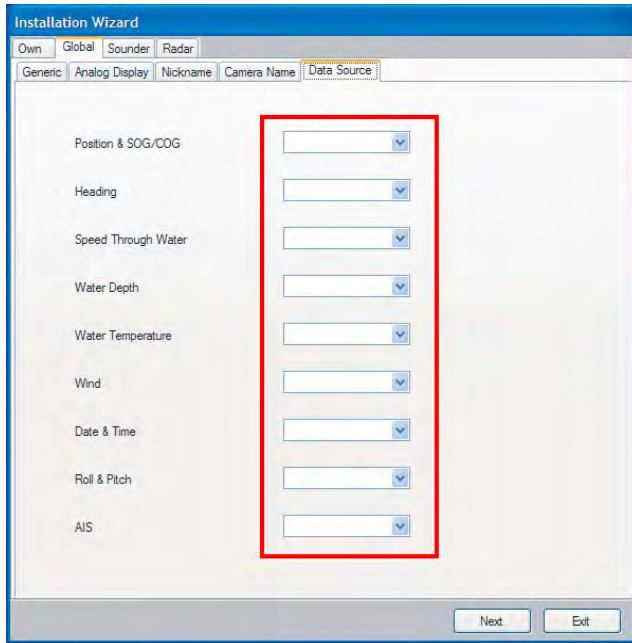 Installation Wizard
Own Global Sounder Radar
Generic Analog Display Nickname Camera Name Data Source
Position & SOG/COG
Heading
Speed Through Water
Water Depth
Water Temperature
Wind
Date & Time
Roll & Pitch
AIS
Next Exit